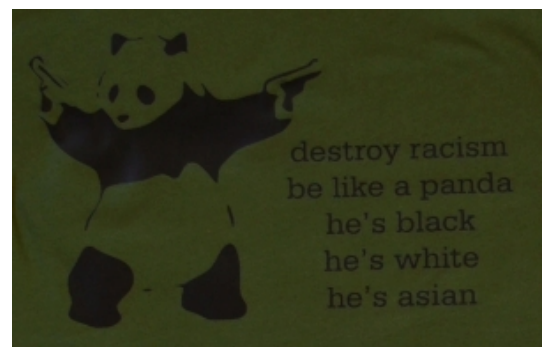 destroy racism
be like a panda
he's black
he's white
he's asian